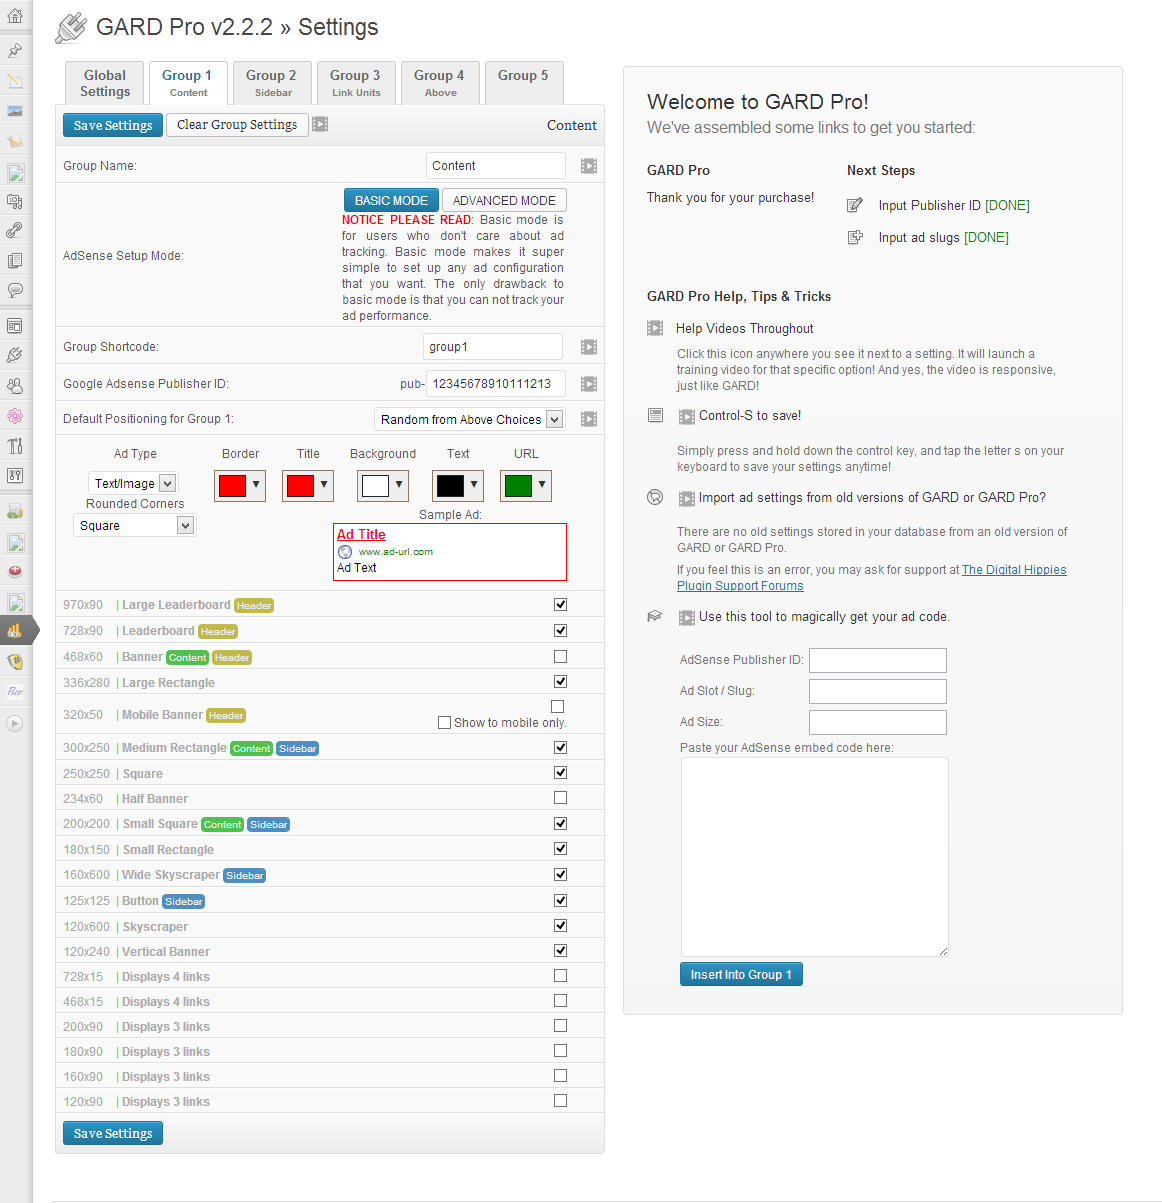 GARD Pro v2.2.2 » Settings
Global
Settings
Group 1
Content
Group 2
Sidebar
Group 3
Link Units
Group 4
Above
Group 5
Save Settings
Clear Group Settings
Content
Group Name:
Content
AdSense Setup Mode:
BASIC MODE
ADVANCED MODE
NOTICE PLEASE READ: Basic mode is
for users who don't care about ad
tracking. Basic mode makes it super
simple to set up any ad configuration
that you want. The only drawback to
basic mode is that you can not track your
ad performance.
Group Shortcode:
group1
Google Adsense Publisher ID:
pub-
12345678910111213
Default Positioning for Group 1:
Random from Above Choices
Ad Type
Border
Title
Background
Text
URL
Text/Image
Rounded Corners
Square
Sample Ad:
Ad Title
www.ad-url.com
Ad Text
970x90 | Large Leaderboard Header
728x90 | Leaderboard Header
468x60 | Banner Content Header
336x280 | Large Rectangle
320x50 | Mobile Banner Header
Show to mobile only.
300x250 | Medium Rectangle Content Sidebar
250x250 | Square
234x60 | Half Banner
200x200 | Small Square Content Sidebar
180x150 | Small Rectangle
160x600 | Wide Skyscraper Sidebar
125x125 | Button Sidebar
120x600 | Skyscraper
120x240 | Vertical Banner
728x15 | Displays 4 links
468x15 | Displays 4 links
200x90 | Displays 3 links
180x90 | Displays 3 links
160x90 | Displays 3 links
120x90 | Displays 3 links
Save Settings
Welcome to GARD Pro!
We've assembled some links to get you started:
GARD Pro
Thank you for your purchase!
Next Steps
Input Publisher ID [DONE]
Input ad slugs [DONE]
GARD Pro Help, Tips & Tricks
Help Videos Throughout
Click this icon anywhere you see it next to a setting. It will launch a
training video for that specific option! And yes, the video is responsive,
just like GARD!
Control-S to save!
Simply press and hold down the control key, and tap the letter s on your
keyboard to save your settings anytime!
Import ad settings from old versions of GARD or GARD Pro?
There are no old settings stored in your database from an old version of
GARD or GARD Pro.
If you feel this is an error, you may ask for support at The Digital Hippies
Plugin Support Forums
Use this tool to magically get your ad code.
AdSense Publisher ID:
Ad Slot / Slug:
Ad Size:
Paste your AdSense embed code here:
Insert Into Group 1
PHP